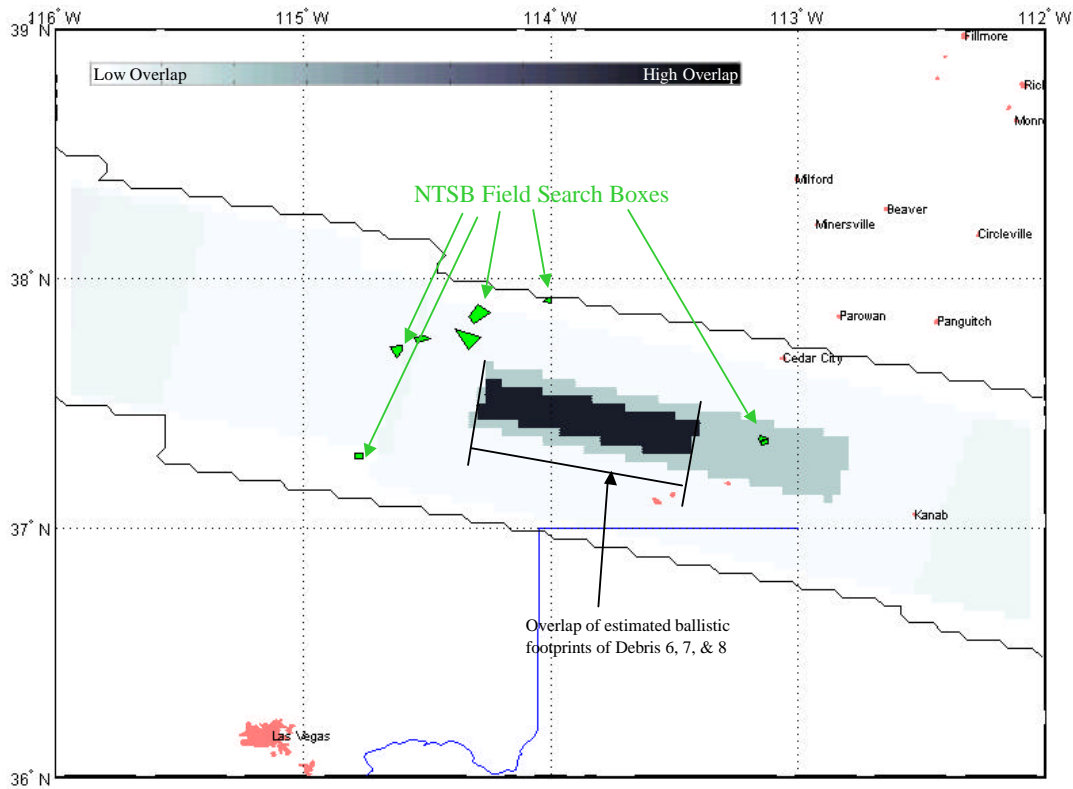 116° W
115° W
114° W
113° W
112° W
39° N
Fillmore
Low Overlap
High Overlap
Rich
Monr
NTSB Field Search Boxes
Milford
Beaver
Minersville
Circleville
38° N
Parowan
Panguitch
Cedar City
37° N
Kanab
Overlap of estimated ballistic
footprints of Debris 6, 7, & 8
Las Vegas
36° N